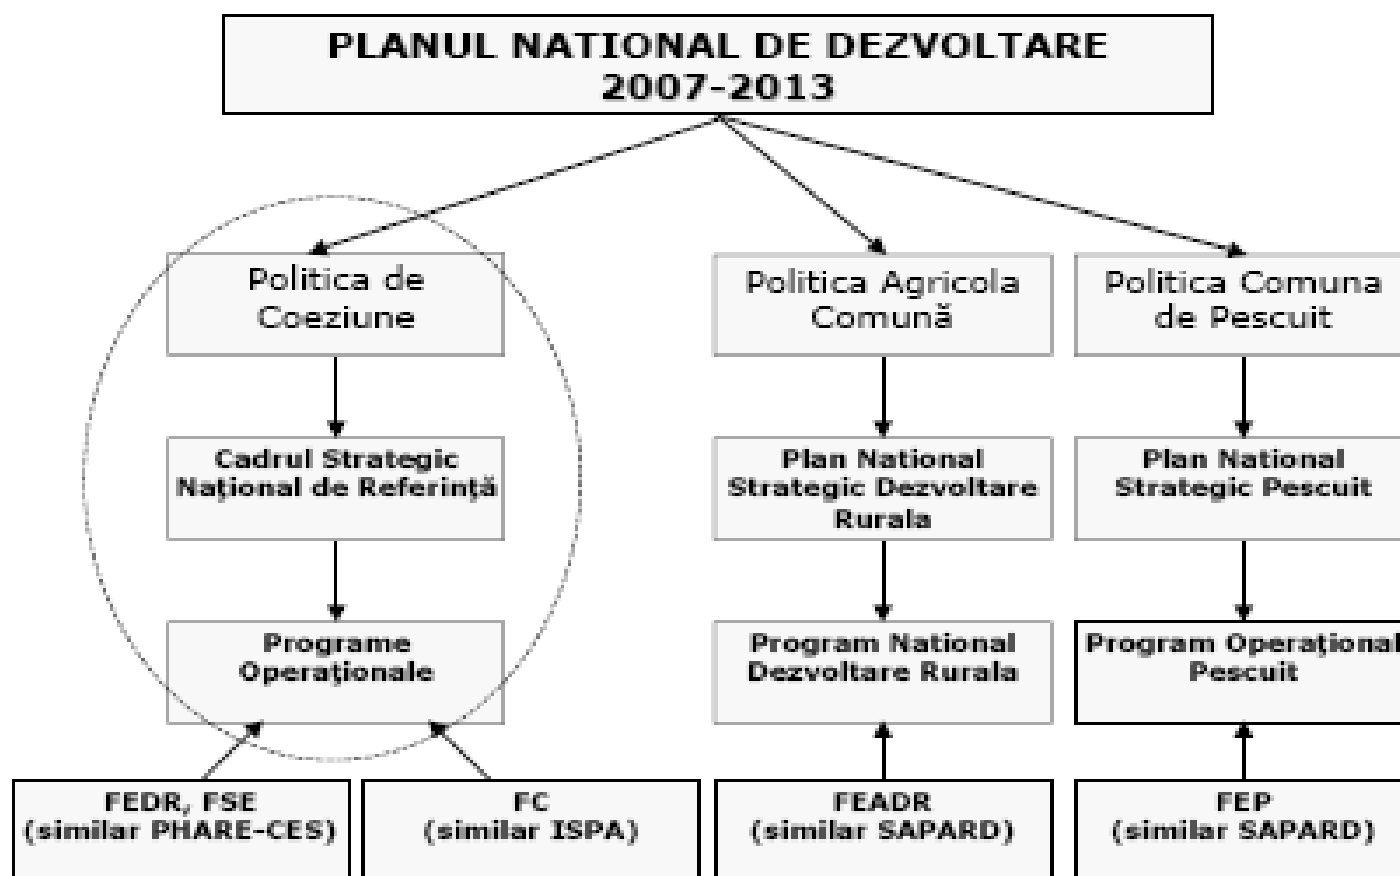 PLANUL NATIONAL DE DEZVOLTARE
2007-2013
Politica de
Coeziune
Politica Agricola
Comună
Politica Comuna
de Pescuit
Cadrul Strategic
Naţional de Referinţă
Plan National
Strategic Dezvoltare
Rurala
Plan National
Strategic Pescuit
Programe
Operaţionale
Program National
Dezvoltare Rurala
Program Operaţional
Pescuit
FEDR, FSE
(similar PHARE-CES)
FC
(similar ISPA)
FEADR
(similar SAPARD)
FEP
(similar SAPARD)